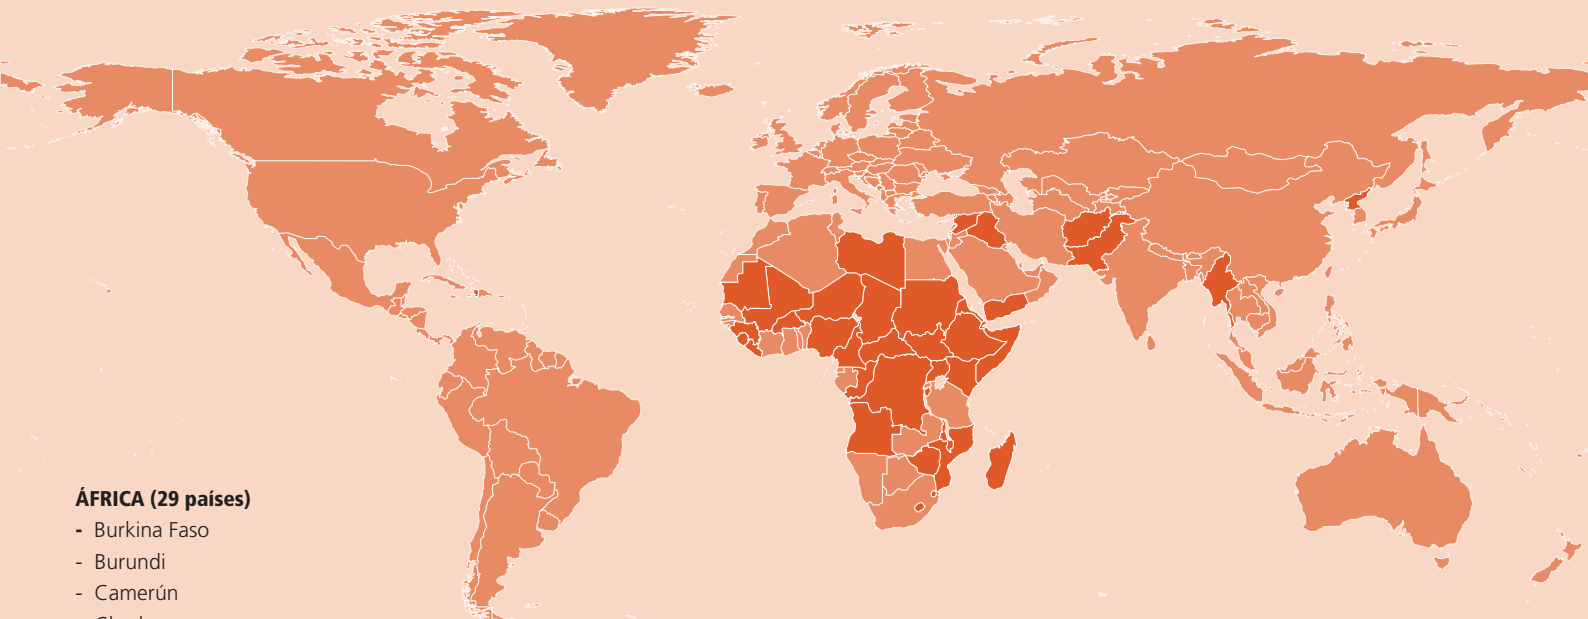 ÁFRICA (29 países)
- Burkina Faso
- Burundi
- Camerún